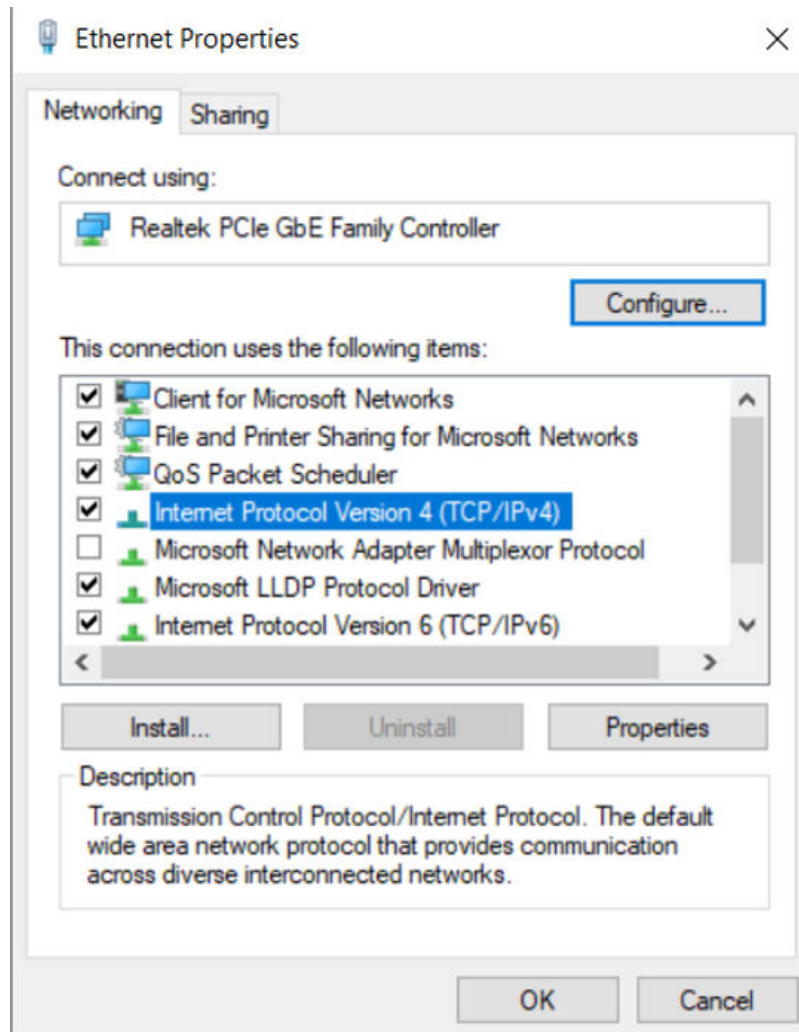 Ethernet Properties
Networking
Sharing
Connect using:
Realtek PCIe GbE Family Controller
Configure...
This connection uses the following items:
Client for Microsoft Networks
File and Printer Sharing for Microsoft Networks
QoS Packet Scheduler
Internet Protocol Version 4 (TCP/IPv4)
Microsoft Network Adapter Multiplexor Protocol
Microsoft LLDP Protocol Driver
Internet Protocol Version 6 (TCP/IPv6)
Install...
Uninstall
Properties
Description
Transmission Control Protocol/Internet Protocol. The default
wide area network protocol that provides communication
across diverse interconnected networks.
OK
Cancel